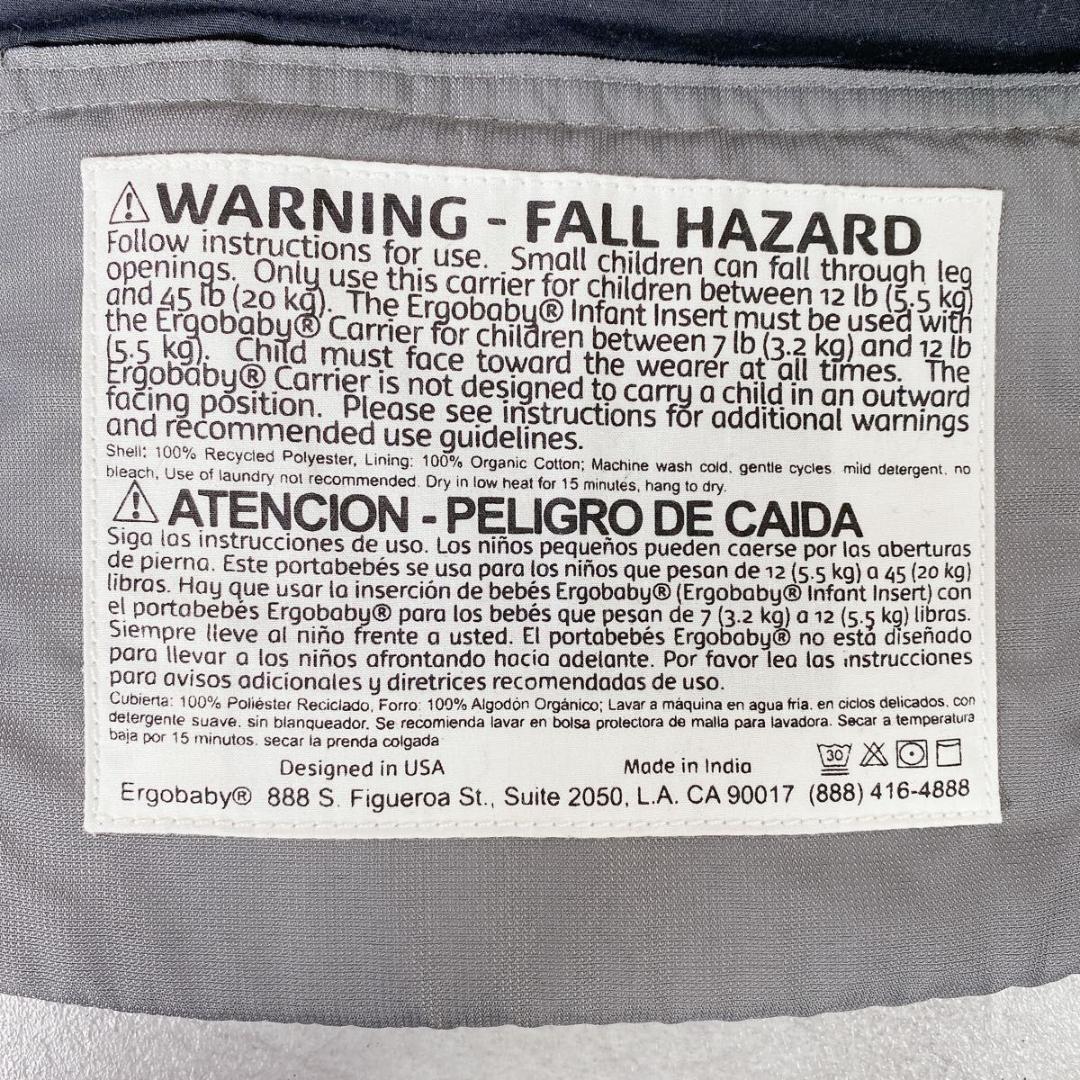 ⚠WARNING - FALL HAZARD
Follow instructions for use. Small children can fall through leg
openings. Only use this carrier for children between 12 lb (5.5 kg)
and 45 lb (20 kg). The Ergobaby® Infant Insert must be used with
the Ergobaby® Carrier for children between 7 lb (3.2 kg) and 12 lb
(5.5 kg). Child must face toward the wearer at all times. The
Ergobaby® Carrier is not designed to carry a child in an outward
facing position. Please see instructions for additional warnings
and recommended use guidelines.
Shell: 100% Recycled Polyester, Lining: 100% Organic Cotton; Machine wash cold, gentle cycles, mild detergent, no
bleach, Use of laundry not recommended. Dry in low heat for 15 minutes, hang to dry.
⚠ATENCION - PELIGRO DE CAIDA
Siga las instrucciones de uso. Los niños pequeños pueden caerse por las aberturas
de pierna. Este portabebés se usa para los niños que pesan de 12 (5.5 kg) a 45 (20 kg)
libras. Hay que usar la inserción de bebés Ergobaby® (Ergobaby® Infant Insert) con
el portabebés Ergobaby® para los bebés que pesan de 7 (3.2 kg) a 12 (5.5 kg) libras.
Siempre lleve al niño frente a usted. El portabebés Ergobaby® no está diseñado
para llevar a los niños afrontando hacia adelante. Por favor lea las instrucciones
para avisos adicionales y diretrices recomendadas de uso.
Cubierta: 100% Poliéster Reciclado, Forro: 100% Algodón Orgánico; Lavar a máquina en agua fría, en ciclos delicados, con
detergente suave, sin blanqueador. Se recomienda lavar en bolsa protectora de malla para lavadora. Secar a temperatura
baja por 15 minutos, secar la prenda colgada
Designed in USA Made in India 30
Ergobaby® 888 S. Figueroa St., Suite 2050, L.A. CA 90017 (888) 416-4888